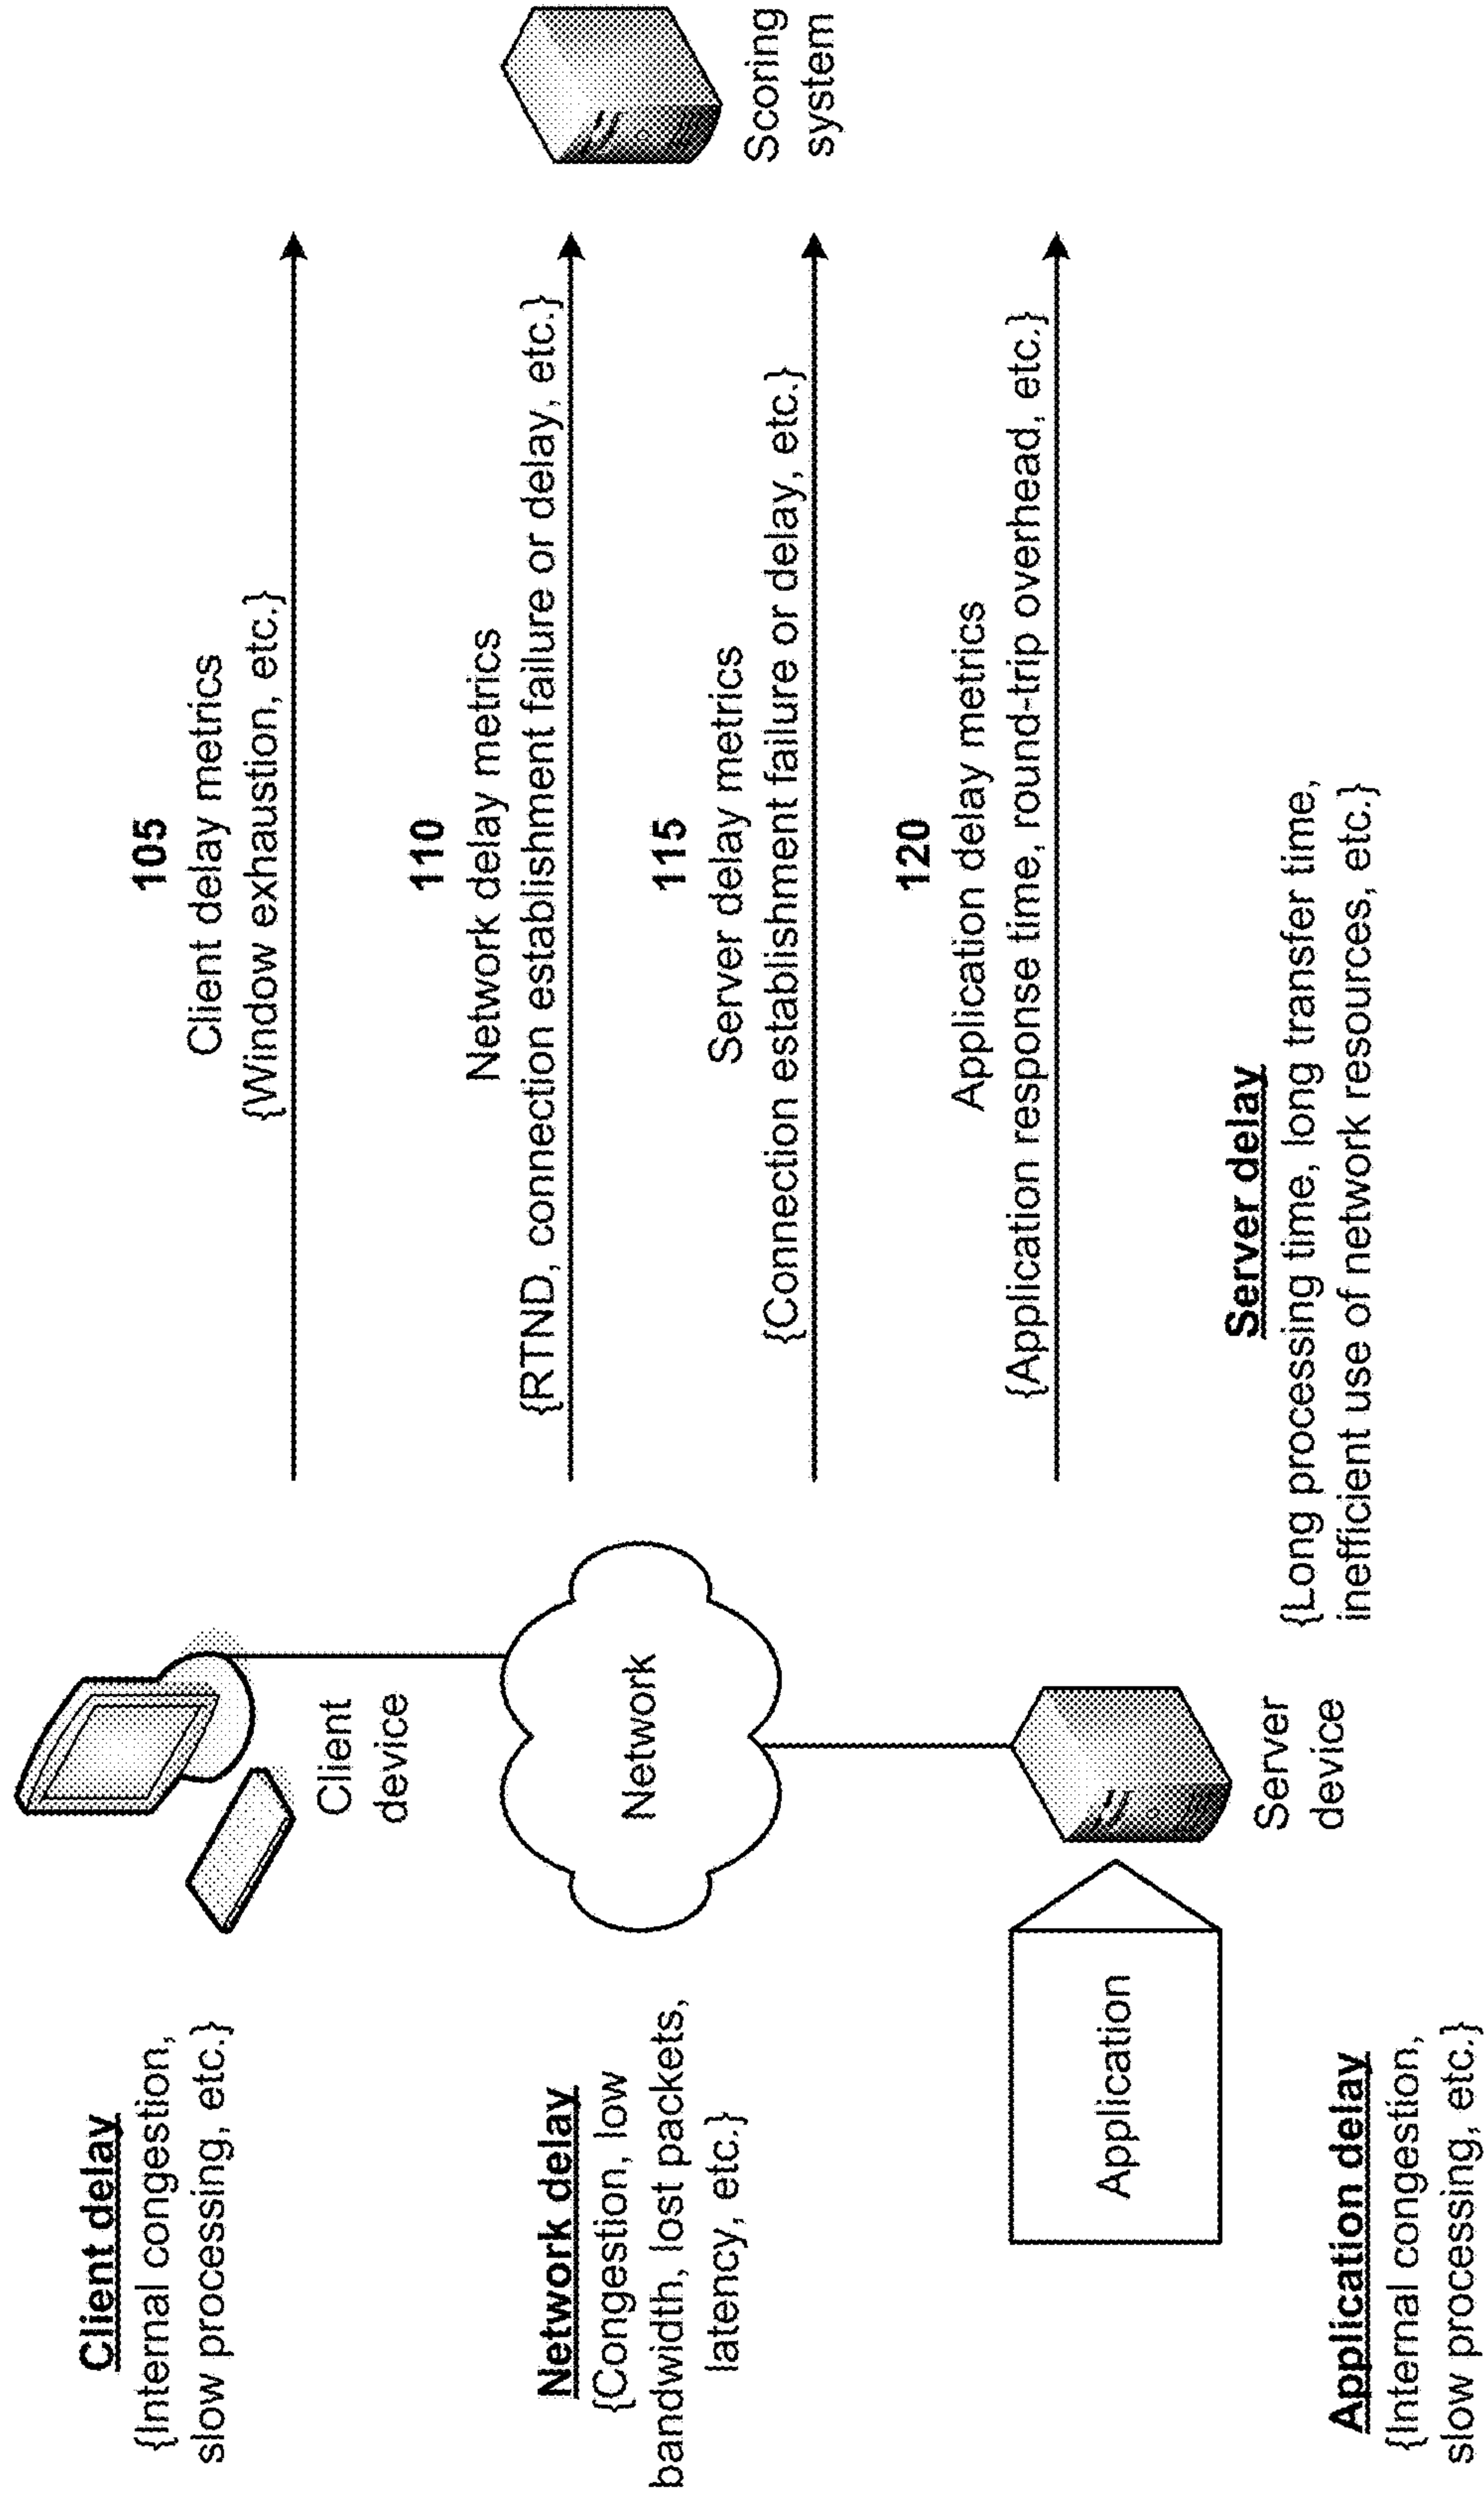 Client delay
{Internal congestion,
slow processing, etc.}
Client
device
105
Client delay metrics
{Window exhaustion, etc.}
Network delay
{Congestion, low
bandwidth, lost packets,
latency, etc.}
Network
110
Network delay metrics
{RTND, connection establishment failure or delay, etc.}
115
Server delay metrics
{Connection establishment failure or delay, etc.}
120
Application delay metrics
{Application response time, round-trip overhead, etc.}
Scoring
system
Application
Server
device
Application delay
{Internal congestion,
slow processing, etc.}
Server delay
{Long processing time, long transfer time,
inefficient use of network resources, etc.}